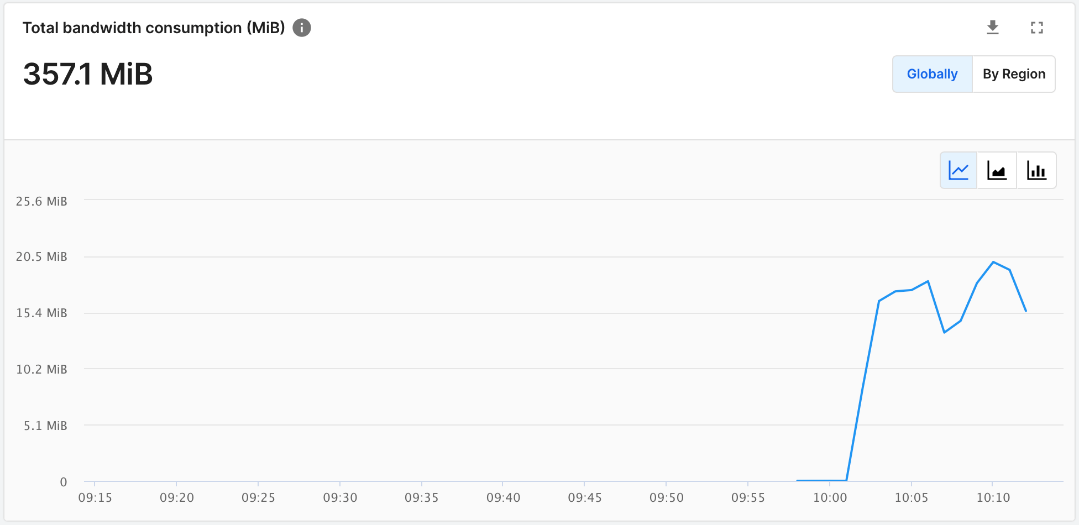 Total bandwidth consumption (MiB)
357.1 MiB
Globally
By Region
25.6 MiB
20.5 MiB
15.4 MiB
10.2 MiB
5.1 MiB
0
09:15 09:20 09:25 09:30 09:35 09:40 09:45 09:50 09:55 10:00 10:05 10:10